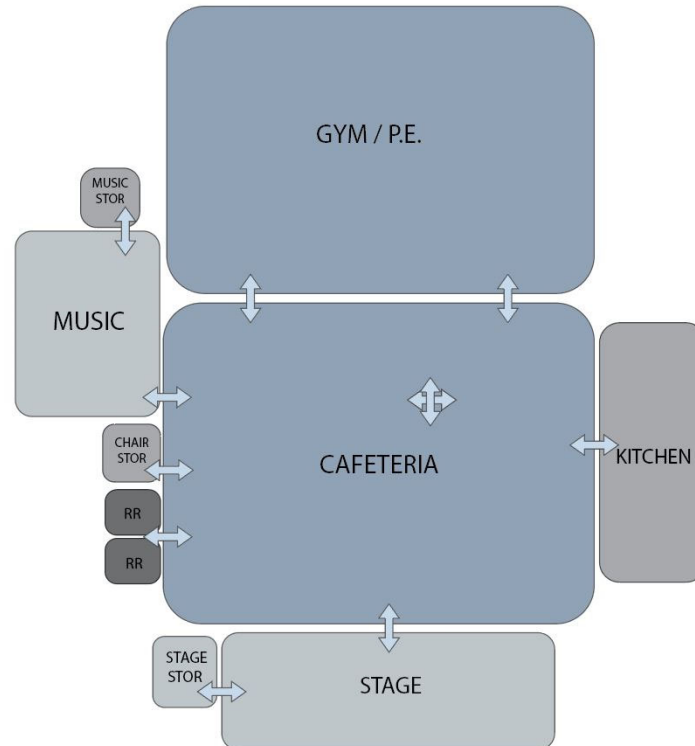 GYM / P.E.
MUSIC
STOR
MUSIC
CHAIR
STOR
CAFETERIA
KITCHEN
RR
RR
STAGE
STOR
STAGE